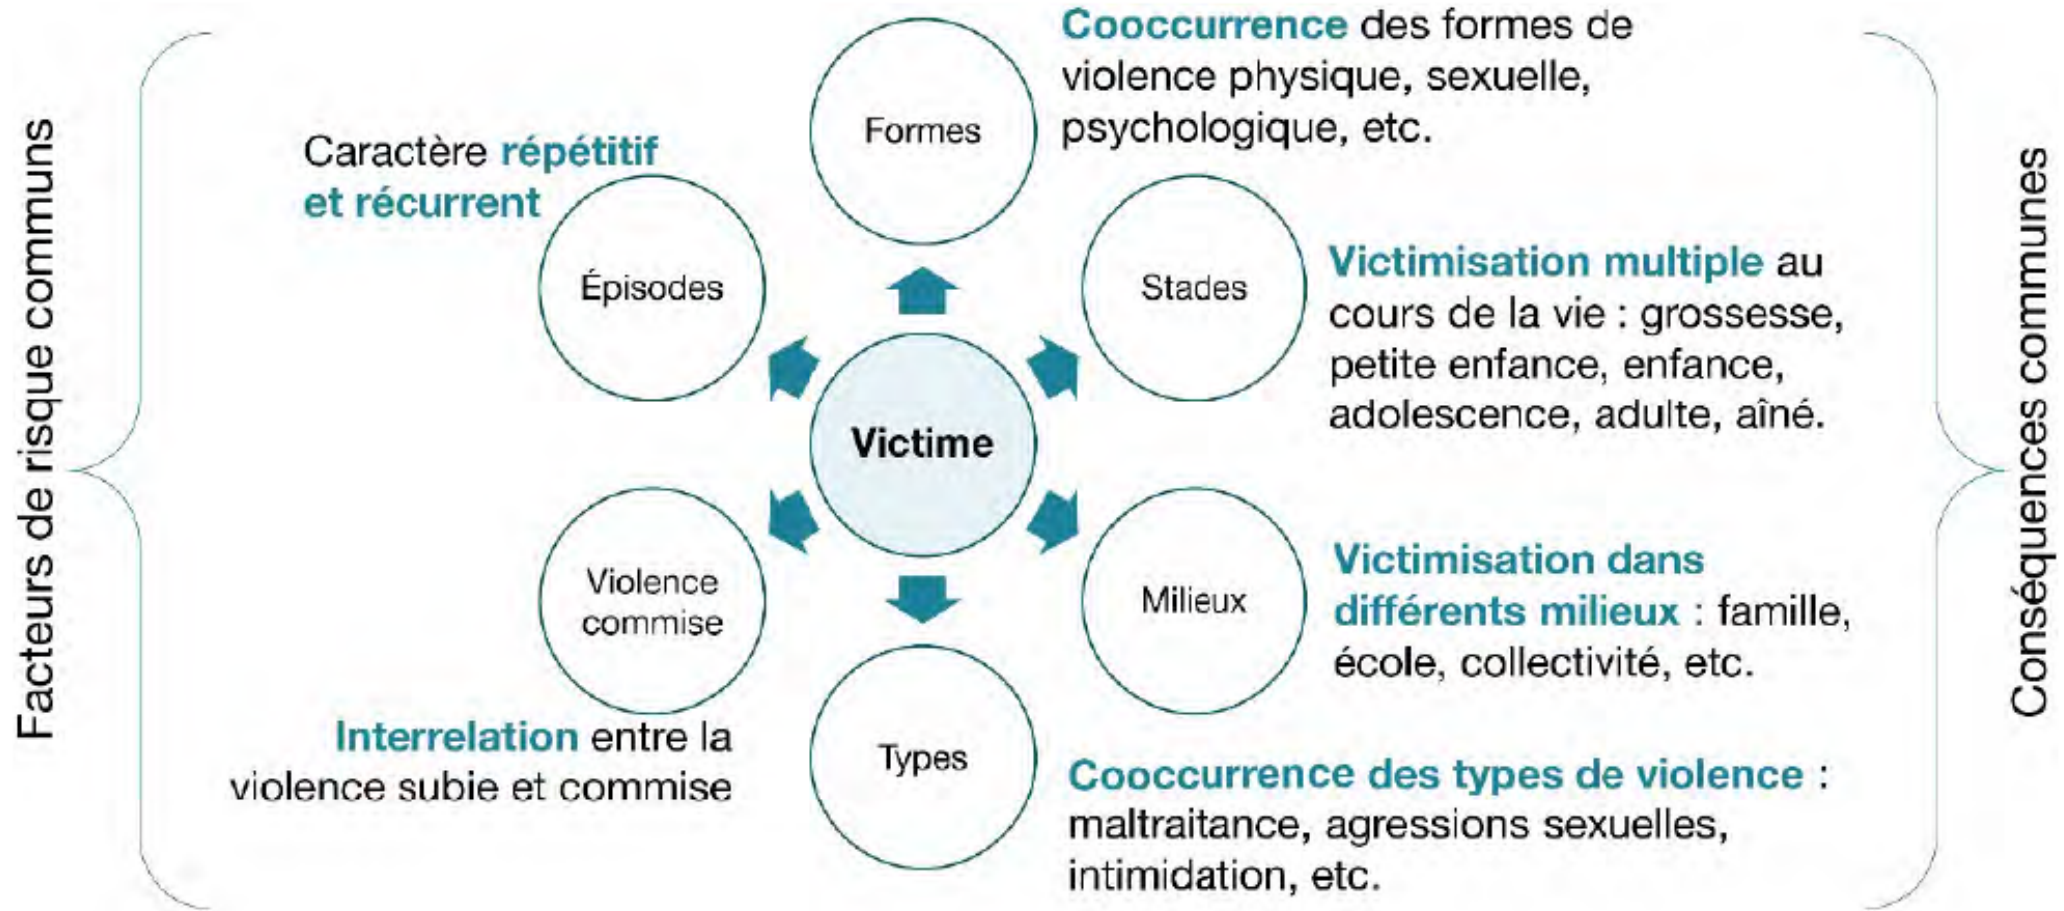 Facteurs de risque communs
Cooccurrence des formes de
violence physique, sexuelle,
psychologique, etc.
Formes
Caractère répétitif
et récurrent
Épisodes
Stades
Victimisation multiple au
cours de la vie : grossesse,
petite enfance, enfance,
adolescence, adulte, aîné.
Victime
Violence
commise
Milieux
Victimisation dans
différents milieux : famille,
école, collectivité, etc.
Interrelation entre la
violence subie et commise
Types
Cooccurrence des types de violence :
maltraitance, agressions sexuelles,
intimidation, etc.
Conséquences communes